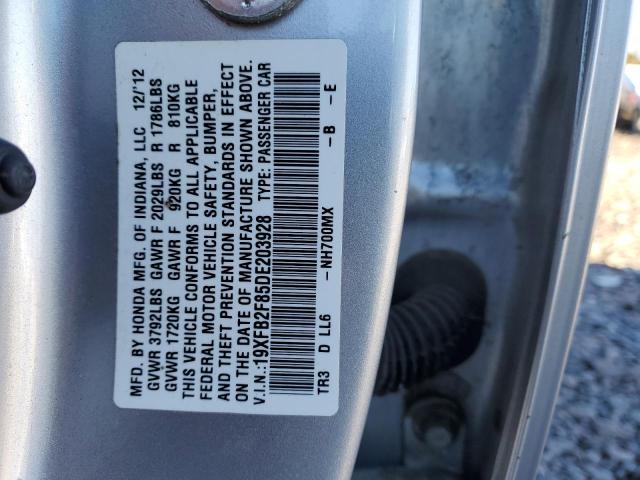 MFD. BY HONDA MFG. OF INDIANA, LLC 12/'12
GVWR 3792LBS GAWR F 2029LBS R 1786LBS
GVWR 1720KG GAWR F 920KG R 810KG
THIS VEHICLE CONFORMS TO ALL APPLICABLE
FEDERAL MOTOR VEHICLE SAFETY, BUMPER,
AND THEFT PREVENTION STANDARDS IN EFFECT
ON THE DATE OF MANUFACTURE SHOWN ABOVE.
V.I.N.:19XFB2F85DE203928 TYPE: PASSENGER CAR
TR3 D LL6 -NH700MX -B -E